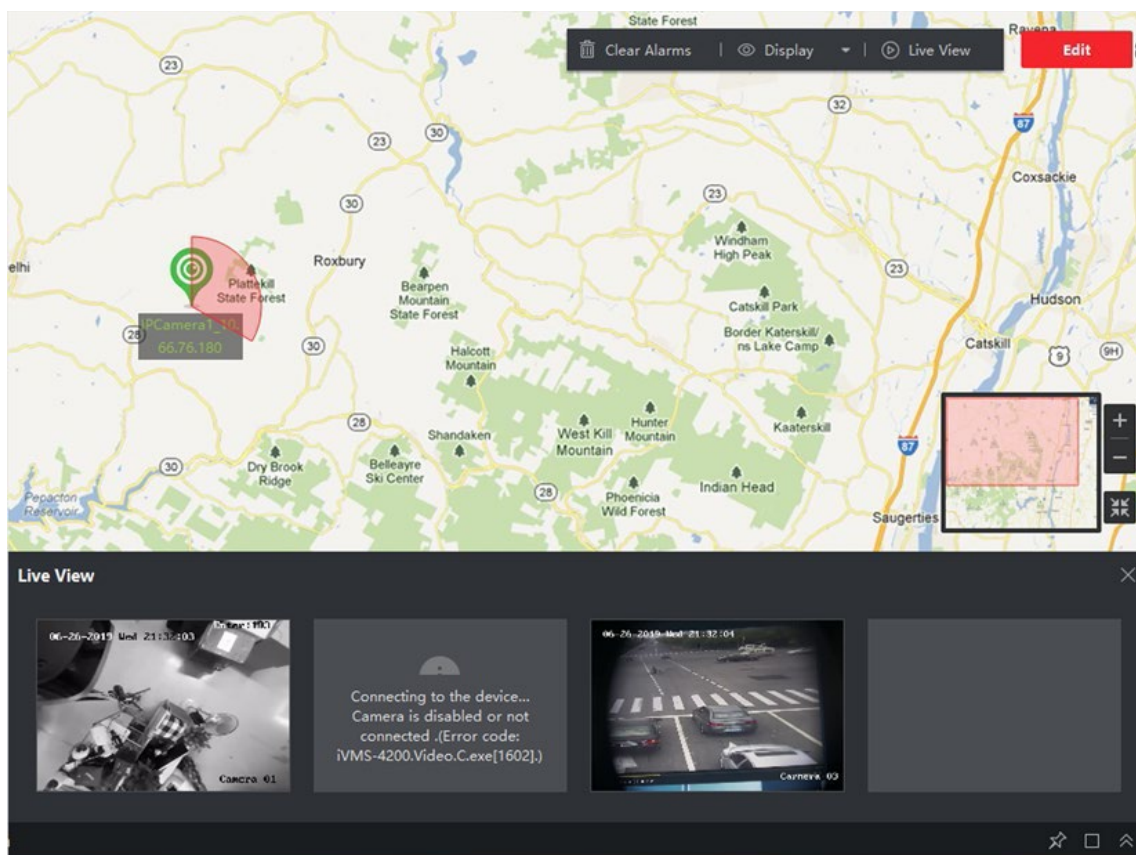 State Forest
Ravena
Clear Alarms
Display
Live View
Edit
23
30
32
87
23
30
Coxsackie
23
30
Windham
High Peak
elhi
Roxbury
Plattekill
State Forest
Bearpen
Mountain
State Forest
23
Catskill Park
Hudson
IPCamera1_10.
66.76.180
28
30
Border Katerskill/
ns Lake Camp
Catskill
9
9H
Halcott
Mountain
28
Shandaken
West Kill
Mountain
Hunter
Mountain
Kaaterskill
87
30
Dry Brook
Ridge
Belleayre
Ski Center
28
Phoenicia
Wild Forest
Indian Head
Pepacton
Reservoir
Saugerties
Live View
06-26-2019 Wed 21:32:03
Camera 01
Connecting to the device...
Camera is disabled or not
connected .(Error code:
iVMS-4200.Video.C.exe[1602].)
06-26-2019 Wed 21:32:04
Camera 03